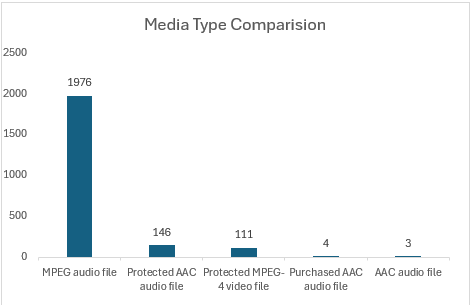 Media Type Comparision
2500
2000
1500
1000
500
0
1976
146
111
4
3
MPEG audio file
Protected AAC
audio file
Protected MPEG-
4 video file
Purchased AAC
audio file
AAC audio file